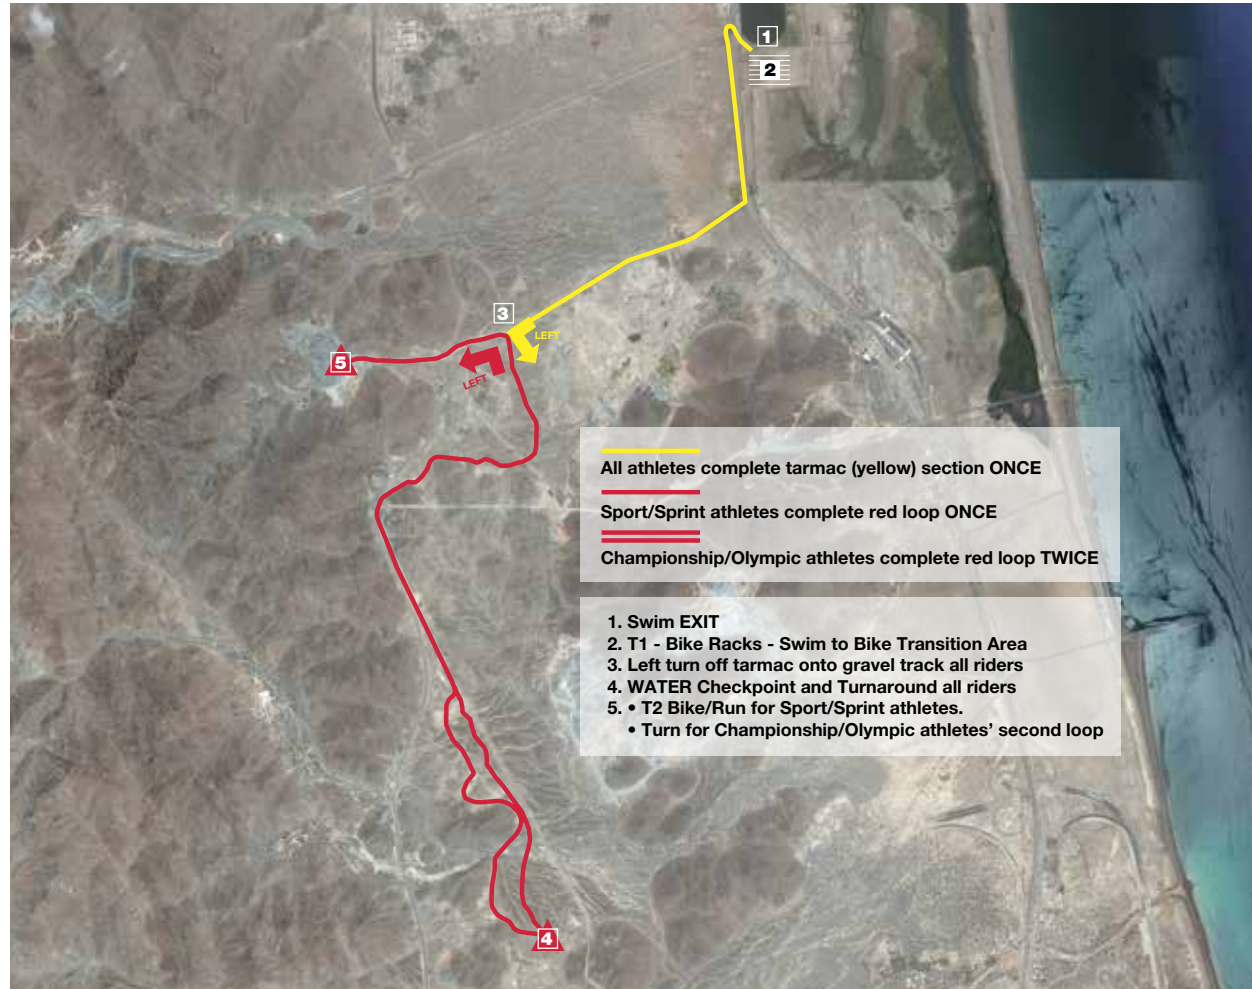 1
2
3
LEFT
5
LEFT
All athletes complete tarmac (yellow) section ONCE
Sport/Sprint athletes complete red loop ONCE
Championship/Olympic athletes complete red loop TWICE
1. Swim EXIT
2. T1 - Bike Racks - Swim to Bike Transition Area
3. Left turn off tarmac onto gravel track all riders
4. WATER Checkpoint and Turnaround all riders
5. • T2 Bike/Run for Sport/Sprint athletes.
• Turn for Championship/Olympic athletes’ second loop
4